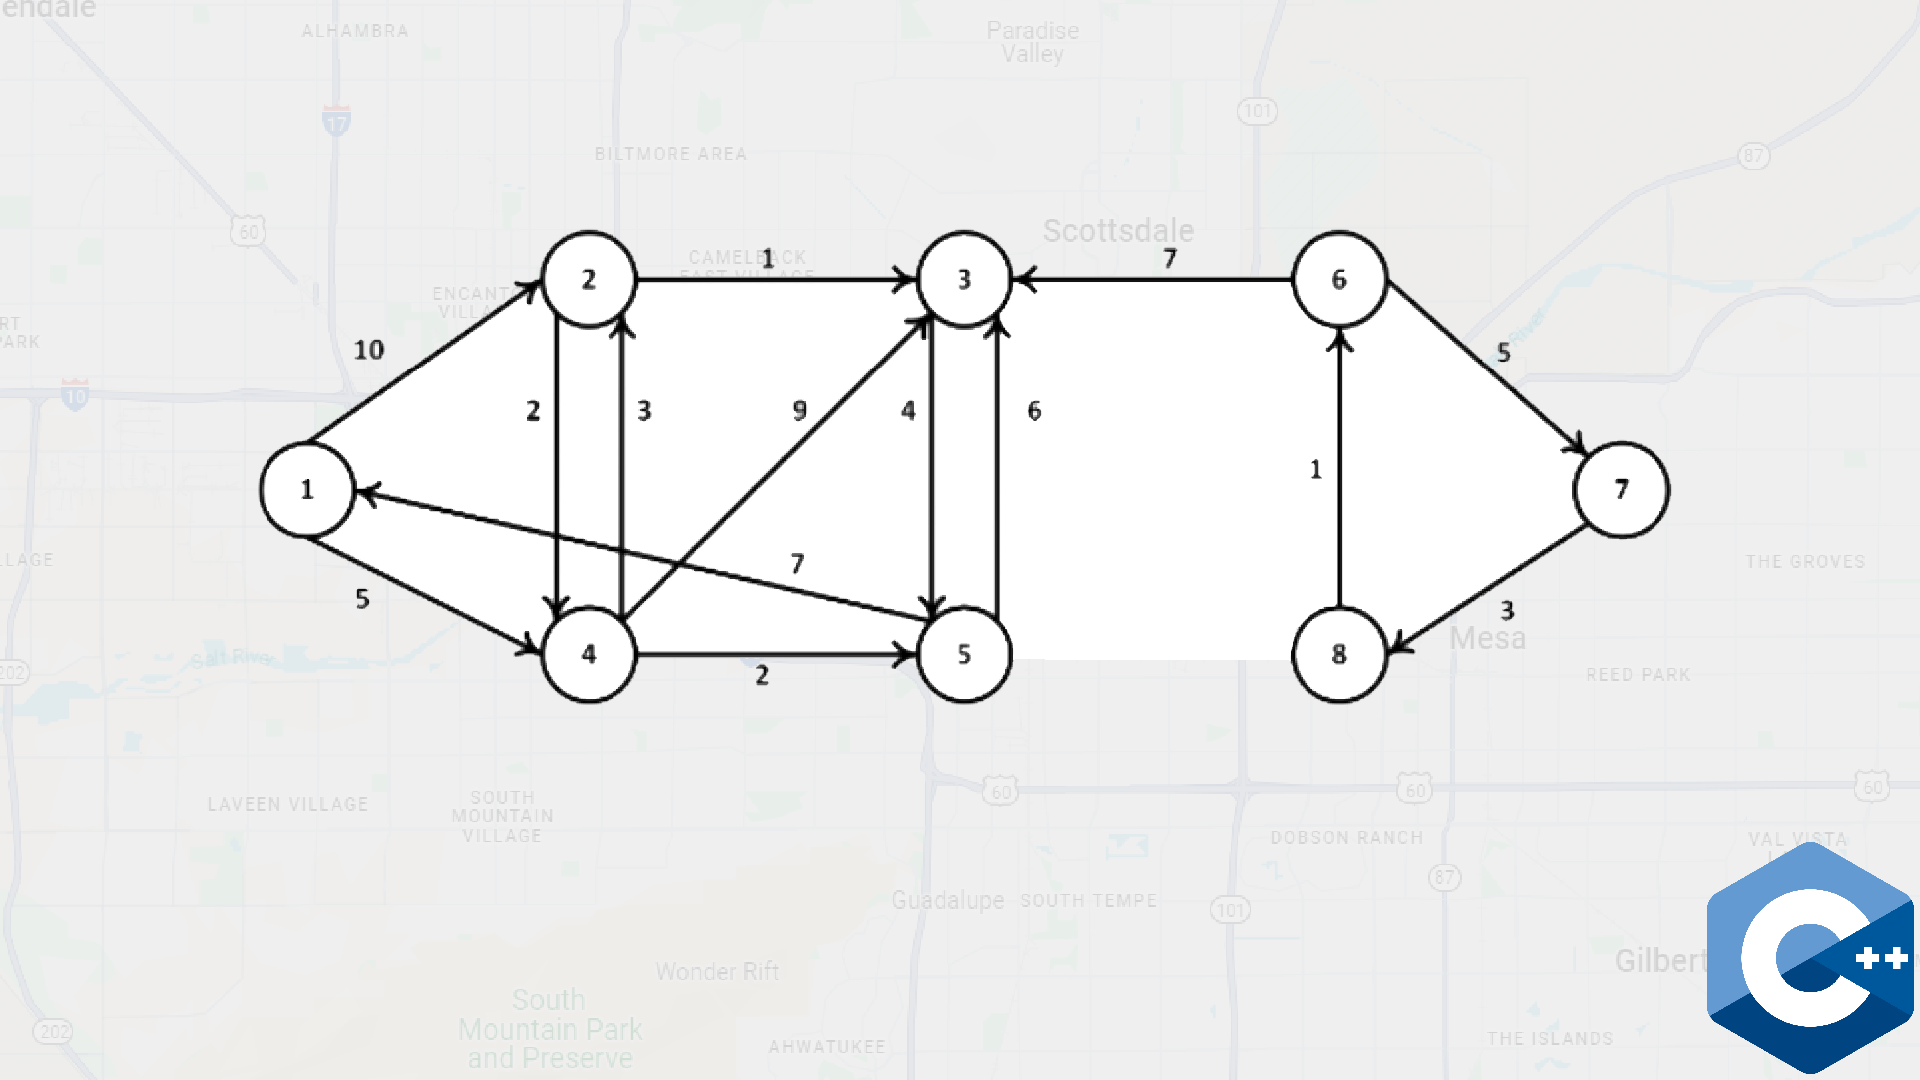 endale
ALHAMBRA
Paradise
Valley
17
101
BILTMORE AREA
87
60
Scottsdale
CAMELBACK
EAST VILLAGE
1
7
2
3
6
ENCANT
VILLA
RT
PARK
10
5
River
10
2
3
9
4
6
1
1
7
7
5
LLAGE
THE GROVES
3
4
5
8
Mesa
Salt River
202
2
REED PARK
60
60
60
LAVEEN VILLAGE
SOUTH
MOUNTAIN
VILLAGE
DOBSON RANCH
VAL VISTA
87
Guadalupe
SOUTH TEMPE
101
Wonder Rift
Gilbert
C++
South
Mountain Park
and Preserve
202
AHWATUKEE
THE ISLANDS